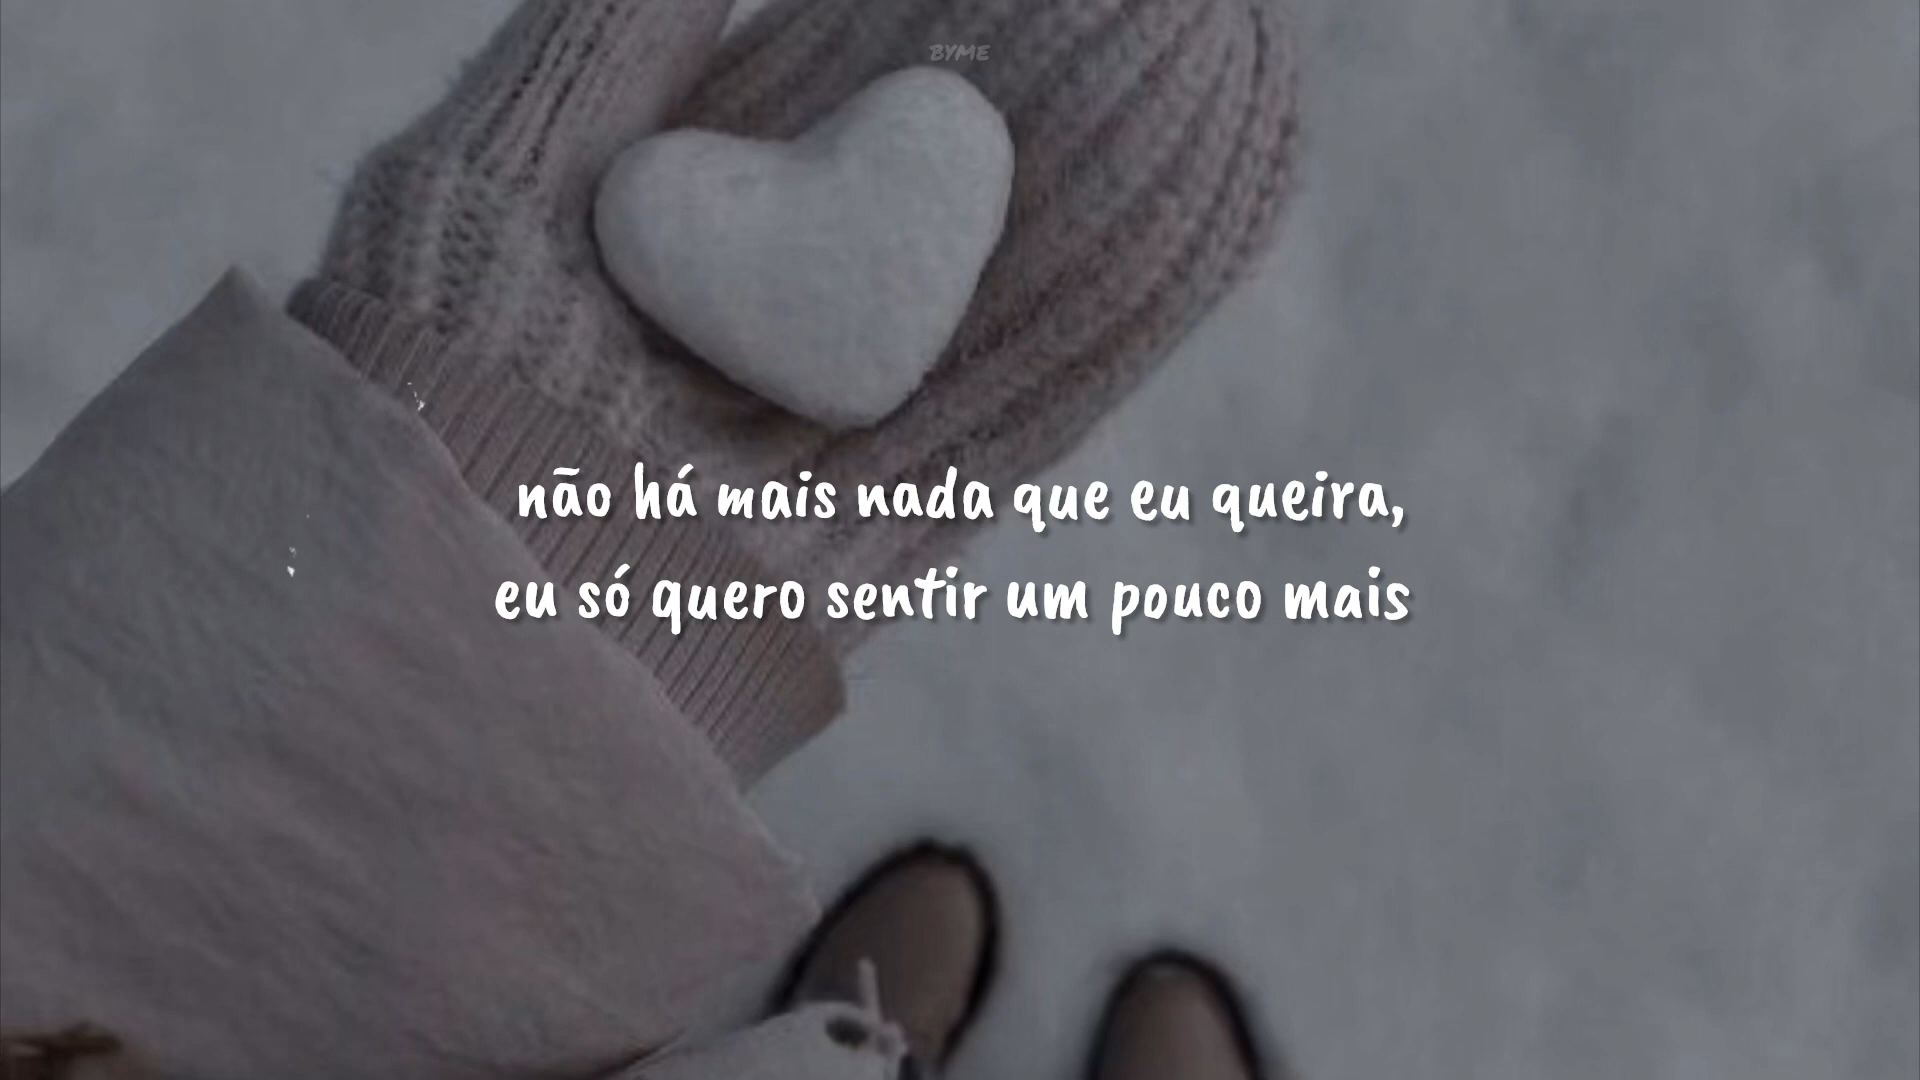 BYME
não há mais nada que eu queira,
eu só quero sentir um pouco mais